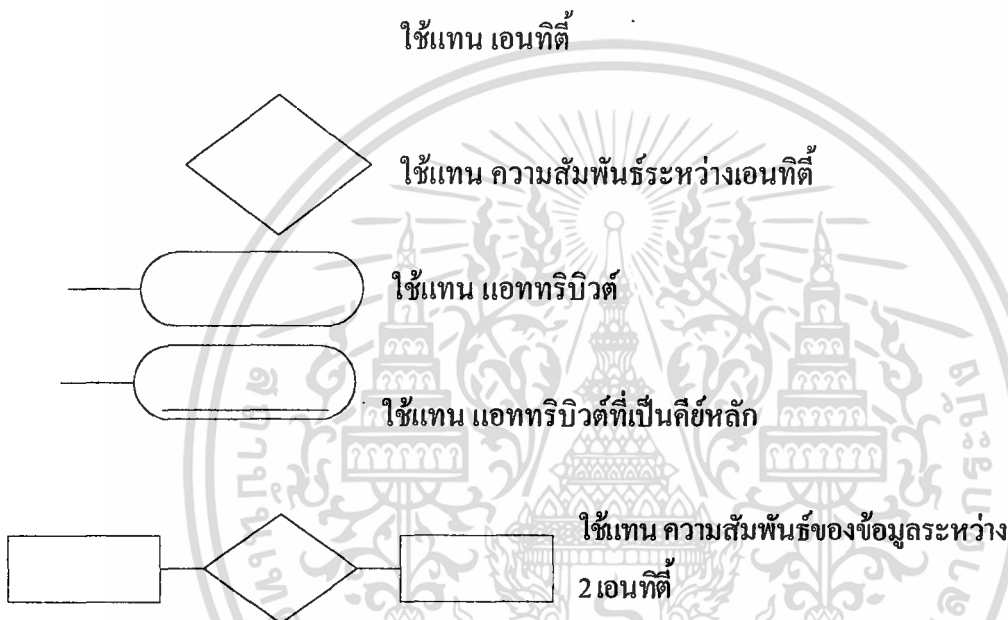 ใช้แทน เอนทิตี้
ใช้แทน ความสัมพันธ์ระหว่างเอนทิตี้
ใช้แทน แอททริบิวต์
ใช้แทน แอททริบิวต์ที่เป็นคีย์หลัก
ใช้แทน ความสัมพันธ์ของข้อมูลระหว่าง
2 เอนทิตี้